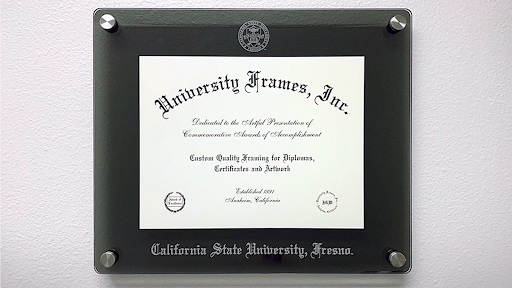 University Frames, Inc.
Dedicated to the Artful Presentation of
Commemorative Awards of Accomplishment
Custom Quality Framing for Diplomas,
Certificates and Artwork
Established 1991
Anaheim, California
California State University, Fresno.